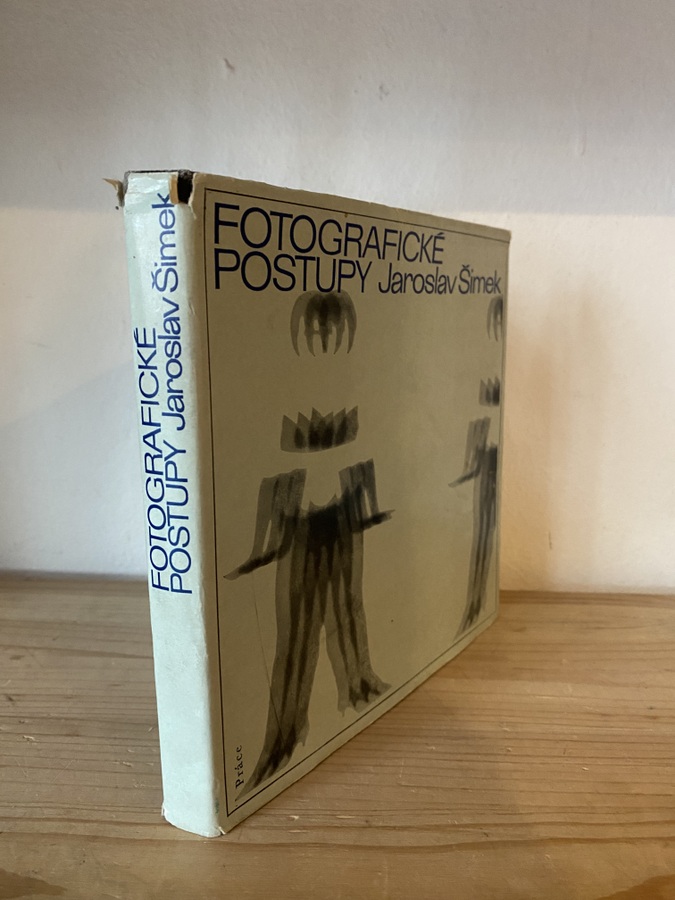 FOTOGRAFICKÉ
POSTUPY Jaroslav Šimek
FOTOGRAFICKÉ
POSTUPY Jaroslav Šimek
Práce